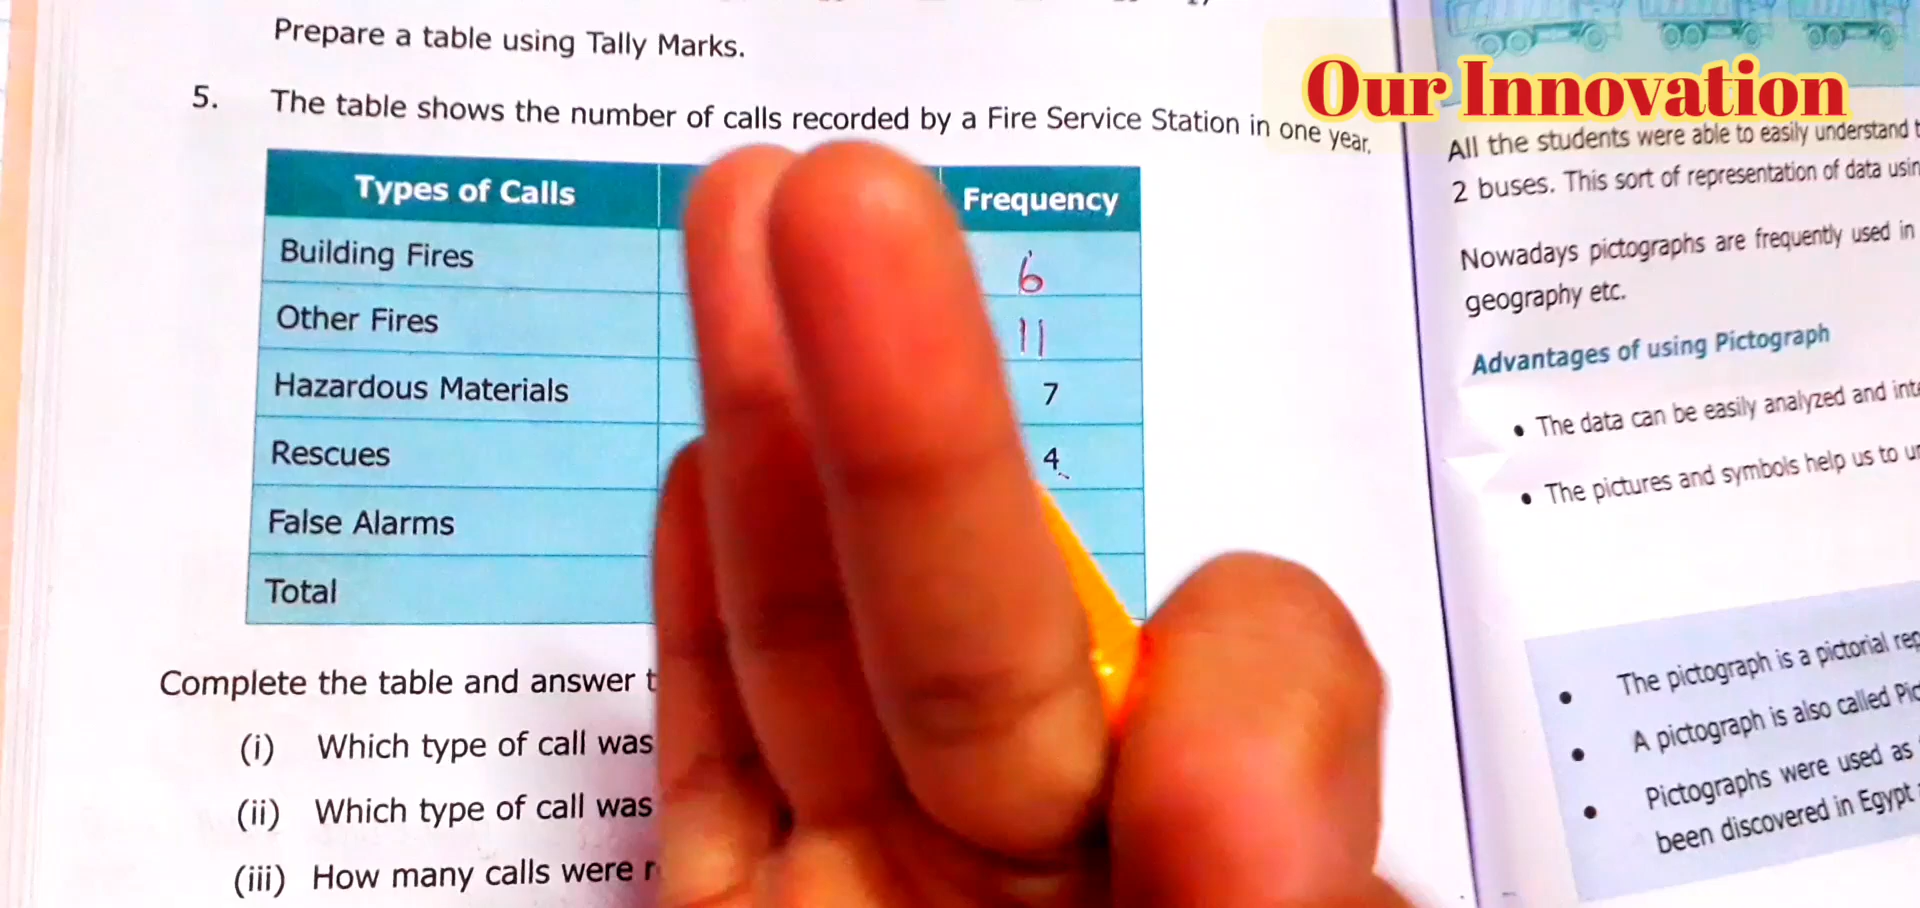 Prepare a table using Tally Marks.
5. The table shows the number of calls recorded by a Fire Service Station in one year.
Types of Calls Frequency
Building Fires 6
Other Fires 11
Hazardous Materials 7
Rescues 4
False Alarms
Total
Complete the table and answer
(i) Which type of call was
(ii) Which type of call was
(iii) How many calls were
Our Innovation
All the students were able to easily understand
2 buses. This sort of representation of data
Nowadays pictographs are frequently used in
geography etc.
Advantages of using Pictograph
• The data can be easily analyzed and
• The pictures and symbols help us to
• The pictograph is a pictorial
• A pictograph is also called
• Pictographs were used as
been discovered in Egypt